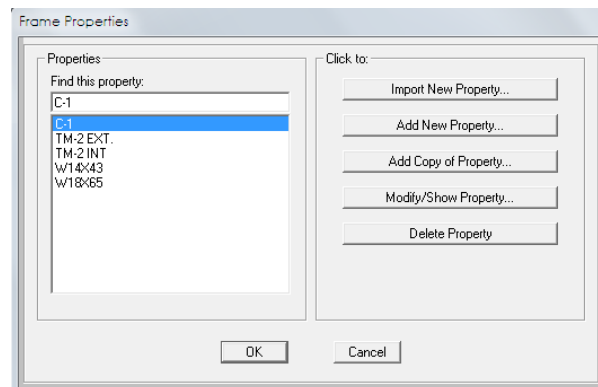 Frame Properties
Properties
Find this property:
C-1
C-1
TM-2 EXT.
TM-2 INT
W14X43
W18X65
Click to:
Import New Property...
Add New Property...
Add Copy of Property...
Modify/Show Property...
Delete Property
OK
Cancel